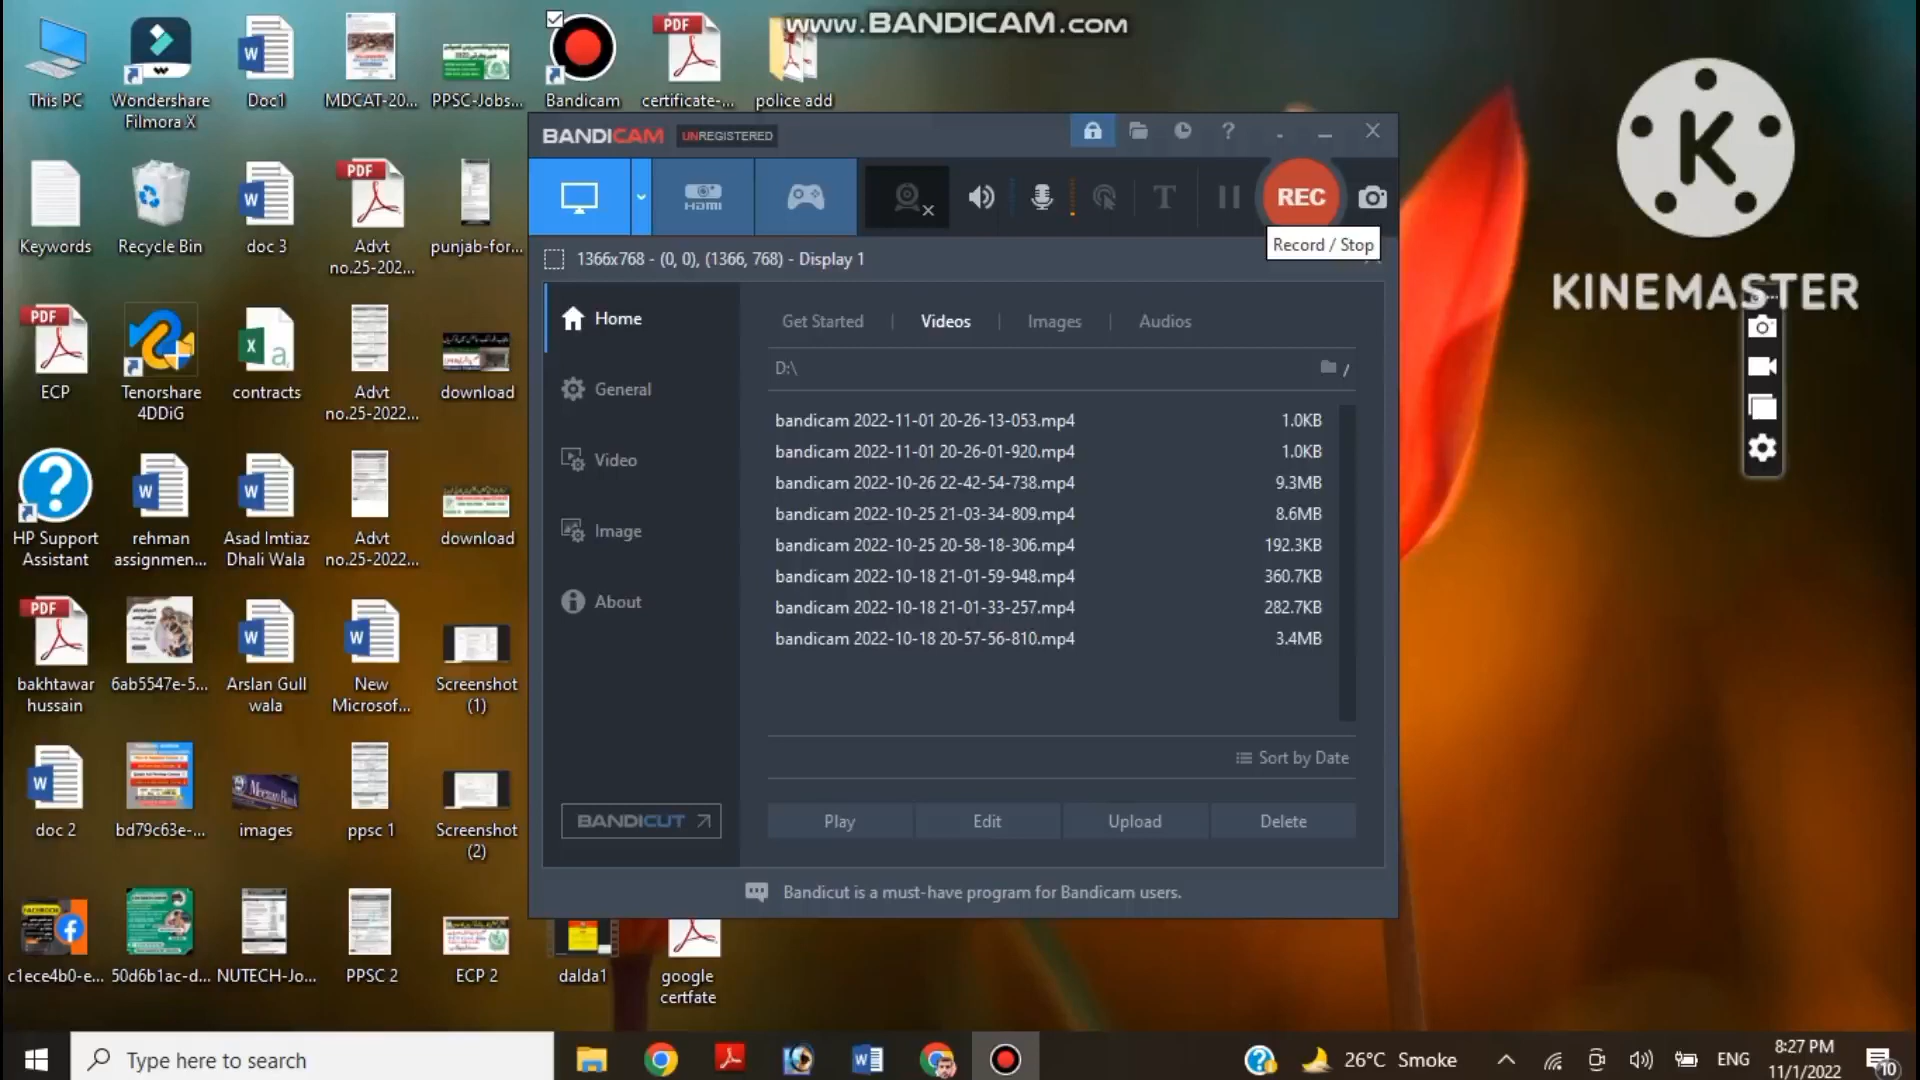 www.BANDICAM.com
This PC
Wondershare
Filmora X
Doc1
MDCAT-20...
PPSC-Jobs...
Bandicam
certificate-...
police add
Keywords
Recycle Bin
doc 3
Advt
no.25-202...
punjab-for...
ECP
Tenorshare
4DDiG
contracts
Advt
no.25-2022...
download
HP Support
Assistant
rehman
assignmen...
Asad Imtiaz
Dhali Wala
Advt
no.25-2022...
download
bakhtawar
hussain
6ab5547e-5...
Arslan Gull
wala
New
Microsof...
Screenshot
(1)
doc 2
bd79c63e-...
images
ppsc 1
Screenshot
(2)
c1ece4b0-e...
50d6b1ac-d...
NUTECH-Jo...
PPSC 2
ECP 2
dalda1
google
certfate
BANDICAM UNREGISTERED
HDMI
REC
Record / Stop
1366x768 - (0, 0), (1366, 768) - Display 1
Home
General
Video
Image
About
BANDICUT
Get Started
Videos
Images
Audios
D:\
bandicam 2022-11-01 20-26-13-053.mp4 1.0KB
bandicam 2022-11-01 20-26-01-920.mp4 1.0KB
bandicam 2022-10-26 22-42-54-738.mp4 9.3MB
bandicam 2022-10-25 21-03-34-809.mp4 8.6MB
bandicam 2022-10-25 20-58-18-306.mp4 192.3KB
bandicam 2022-10-18 21-01-59-948.mp4 360.7KB
bandicam 2022-10-18 21-01-33-257.mp4 282.7KB
bandicam 2022-10-18 20-57-56-810.mp4 3.4MB
Sort by Date
Play
Edit
Upload
Delete
Bandicut is a must-have program for Bandicam users.
K
KINEMASTER
Type here to search
26°C Smoke
ENG
8:27 PM
11/1/2022
10